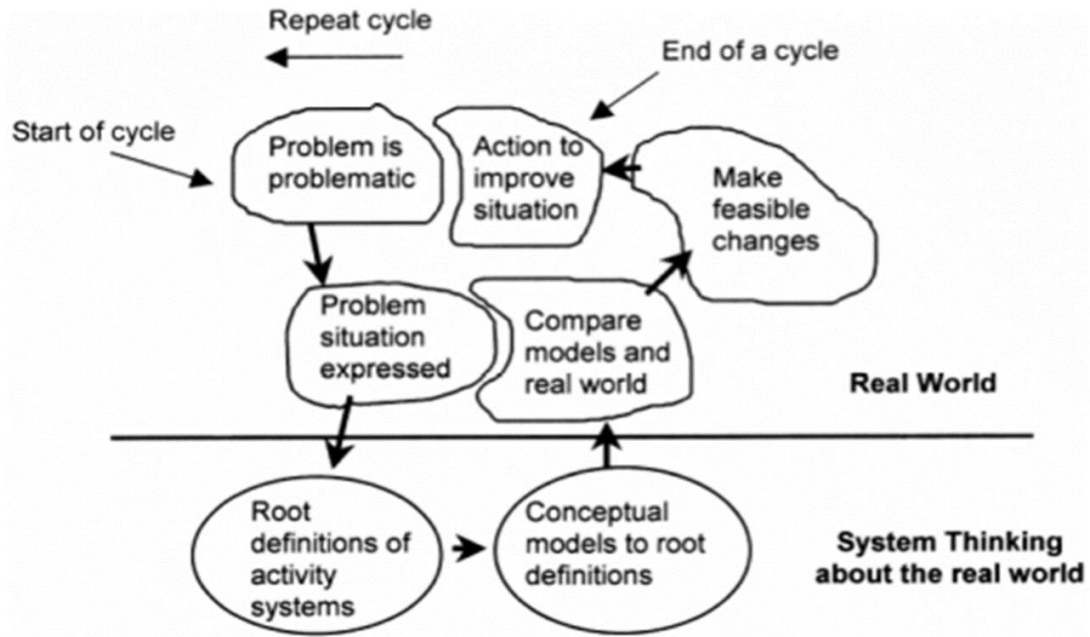 Repeat cycle
End of a cycle
Start of cycle
Problem is
problematic
Action to
improve
situation
Make
feasible
changes
Problem
situation
expressed
Compare
models and
real world
Real World
Root
definitions of
activity
systems
Conceptual
models to root
definitions
System Thinking
about the real world